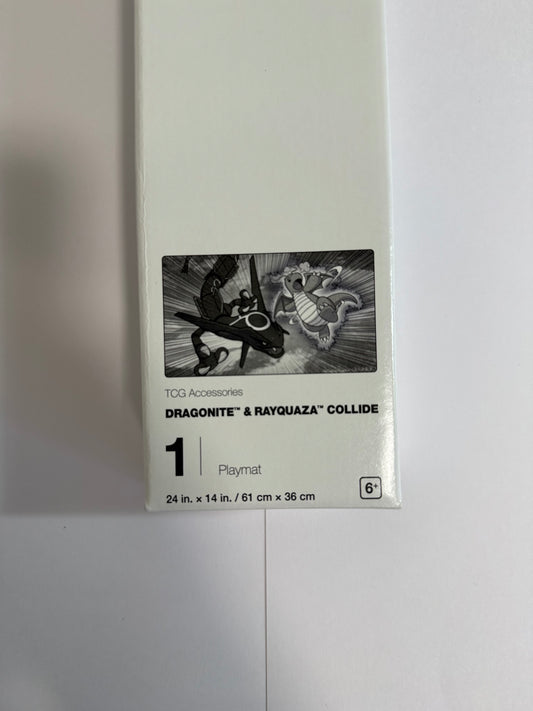 TCG Accessories
DRAGONITE™ & RAYQUAZA™ COLLIDE
1 | Playmat
24 in. × 14 in. / 61 cm × 36 cm
6+